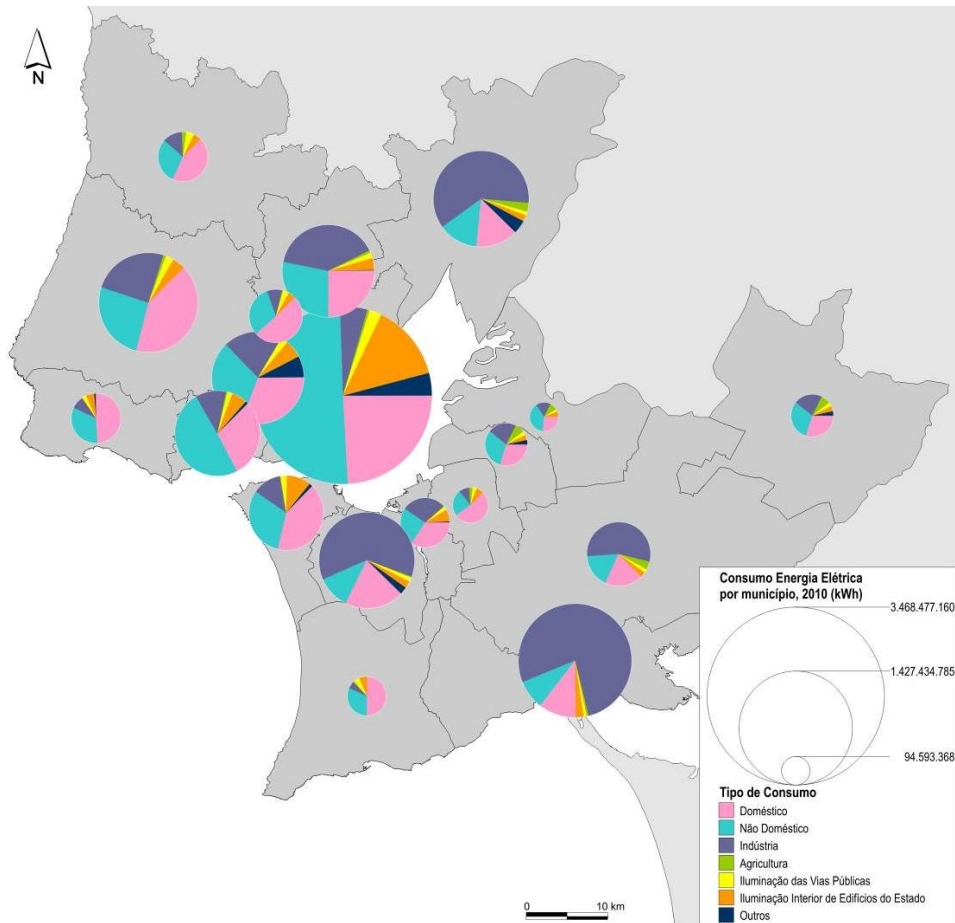 N
Consumo Energia Elétrica
por município, 2010 (kWh)
3.468.477.160
1.427.434.785
94.593.368
Tipo de Consumo
Doméstico
Não Doméstico
Indústria
Agricultura
Iluminação das Vias Públicas
Iluminação Interior de Edifícios do Estado
Outros
0 10 km